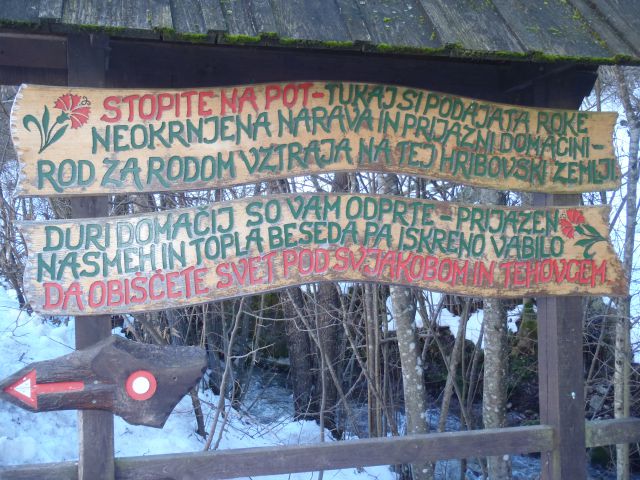 STOPITE NA POT-TUKAJ SI PODAJATA ROKE
NEOKRNJENA NARAVA IN PRIJAZNI DOMAČINI-
ROD ZA RODOM VZTRAJA NA TEJ HRIBOVSKI ZEMLJI.
DURI DOMAČIJ SO VAM ODPRTE-PRIJAZEN
NASMEH IN TOPLA BESEDA PA ISKRENO VABILO
DA OBIŠČETE SVET POD SV.JAKOBOM IN TEHOVCEM.